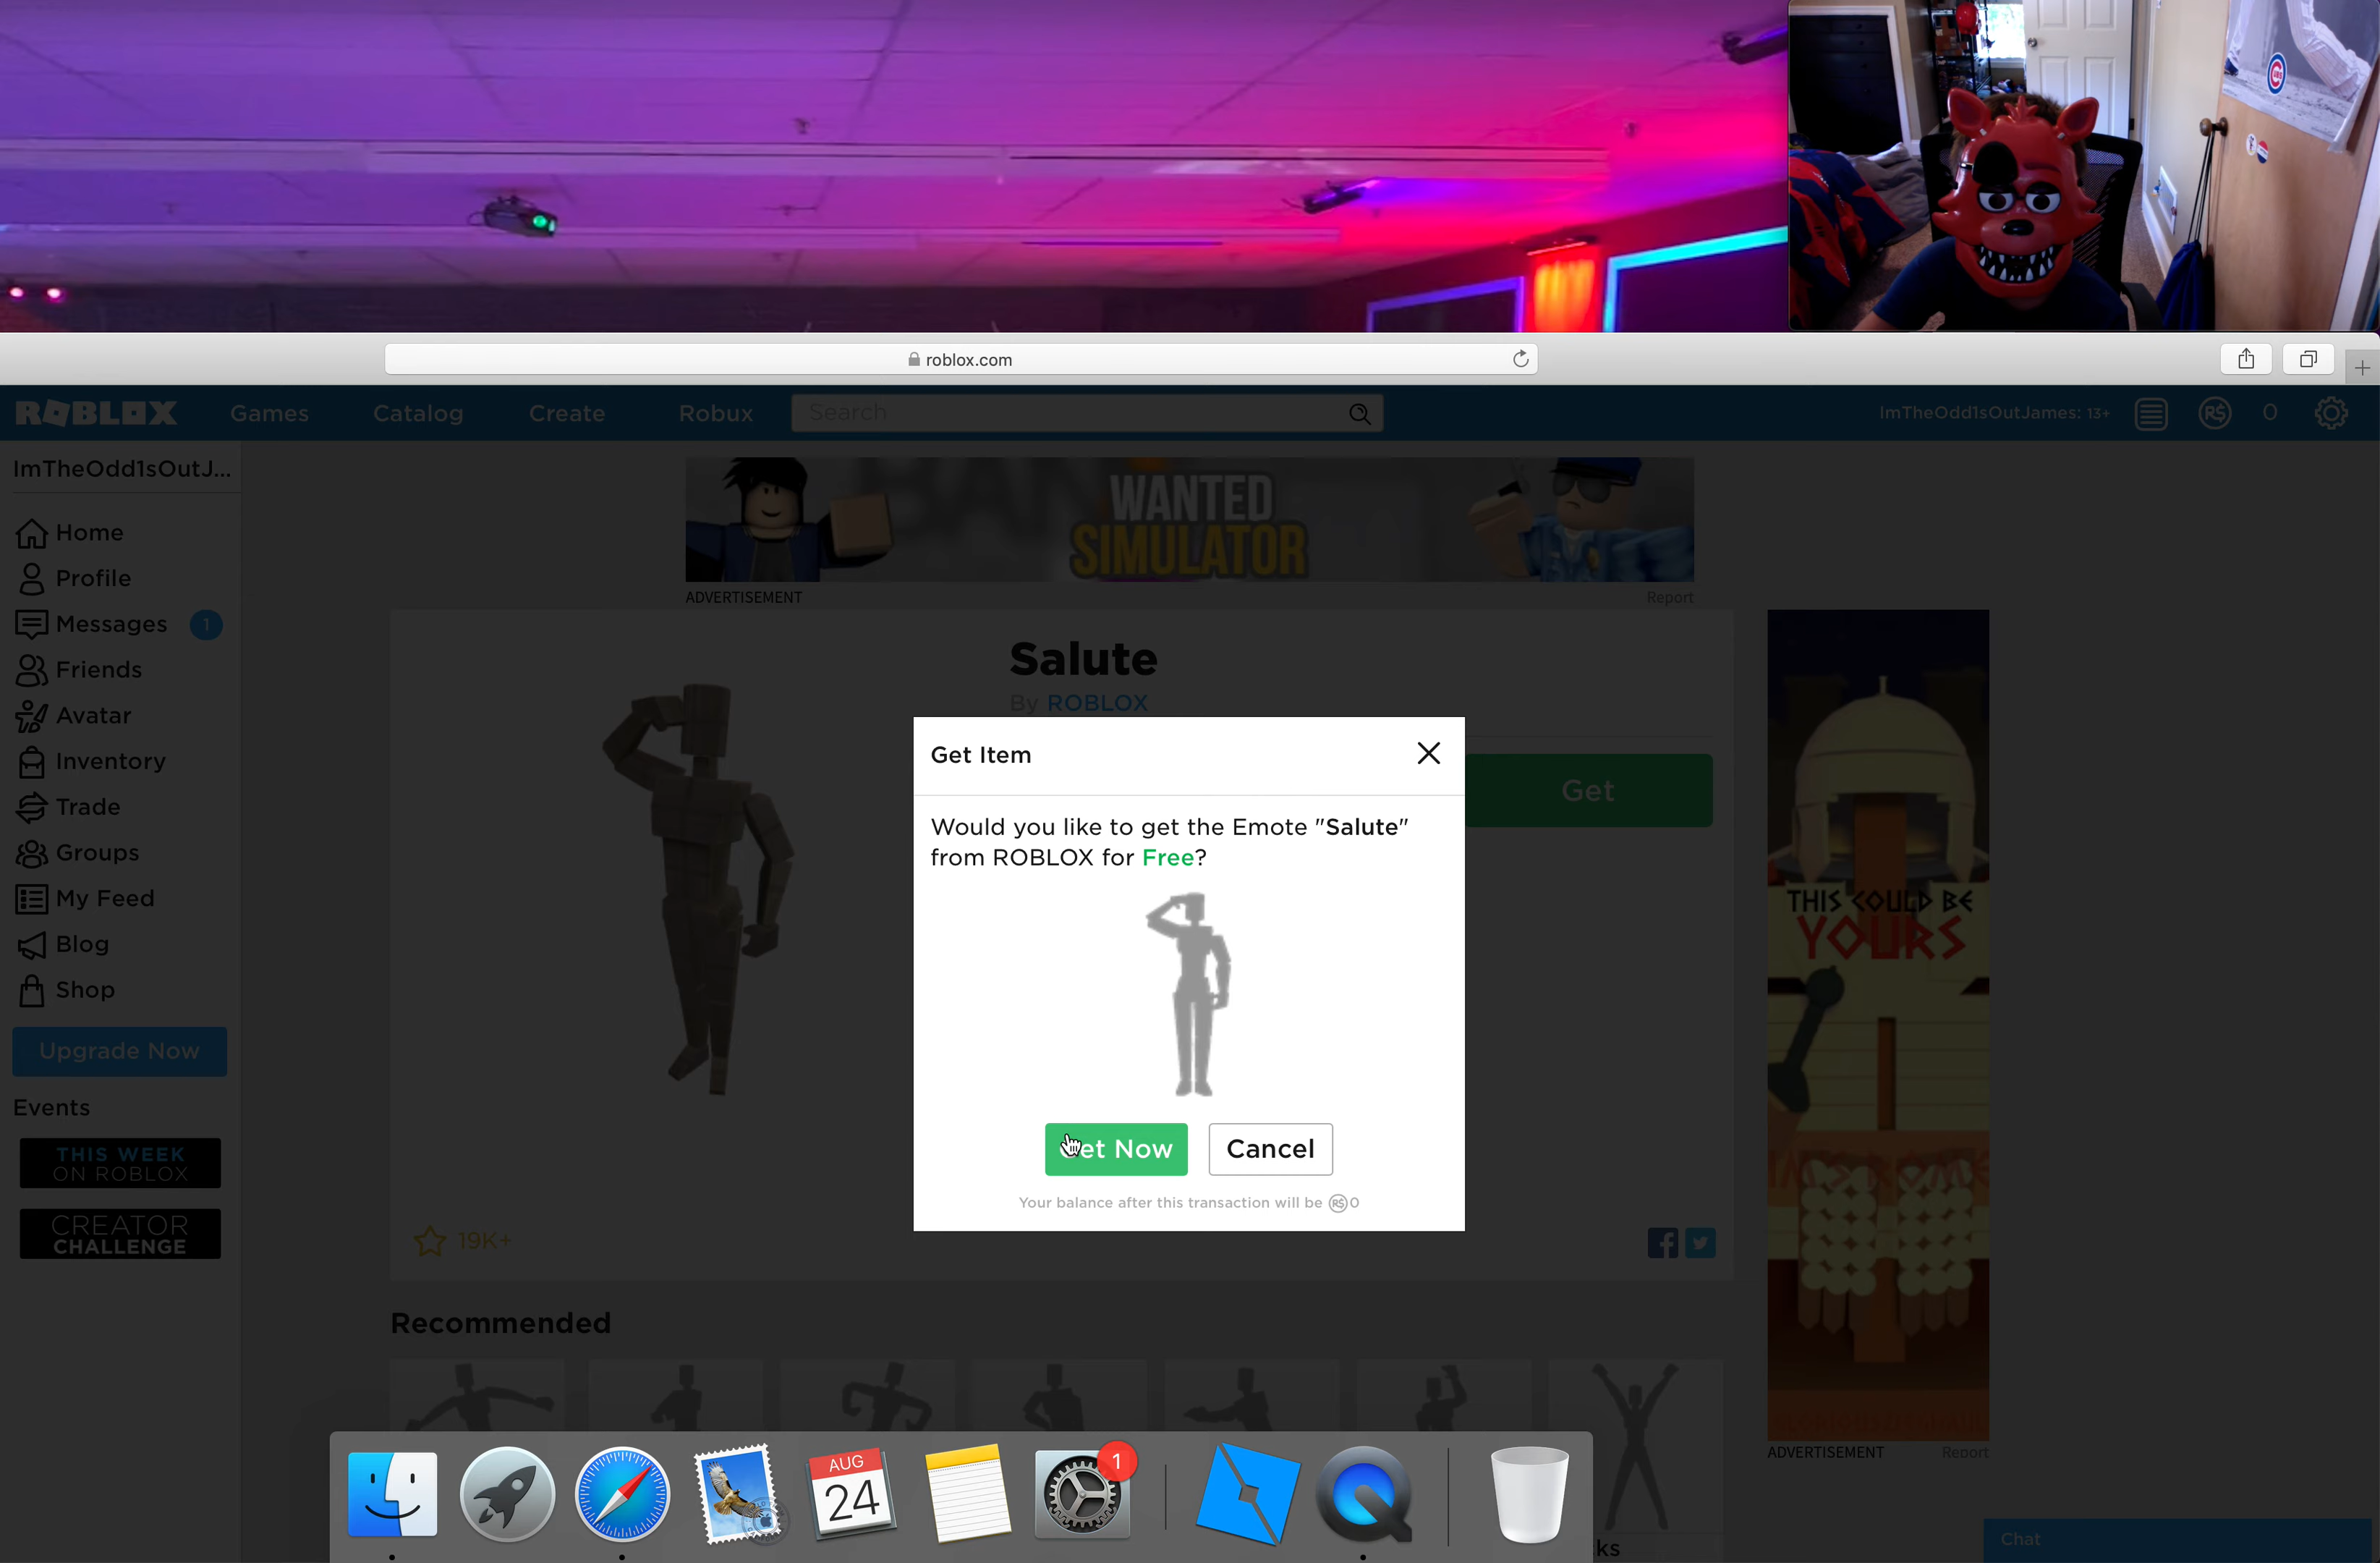 roblox.com
ROBLOX Games Catalog Create Robux Search ImTheOdd1sOutJames: 13+ R$ 0
ImTheOdd1sOutJ...
Home
Profile
Messages 1
Friends
Avatar
Inventory
Trade
Groups
My Feed
Blog
Shop
Upgrade Now
Events
THIS WEEK
ON ROBLOX
CREATOR
CHALLENGE
WANTED
SIMULATOR
ADVERTISEMENT Report
Salute
By ROBLOX
Get
Get Item
Would you like to get the Emote "Salute"
from ROBLOX for Free?
Get Now Cancel
Your balance after this transaction will be R$ 0
19K+
Recommended
THIS COULD BE
YOURS
ADVERTISEMENT Report
AUG
24
1
Chat